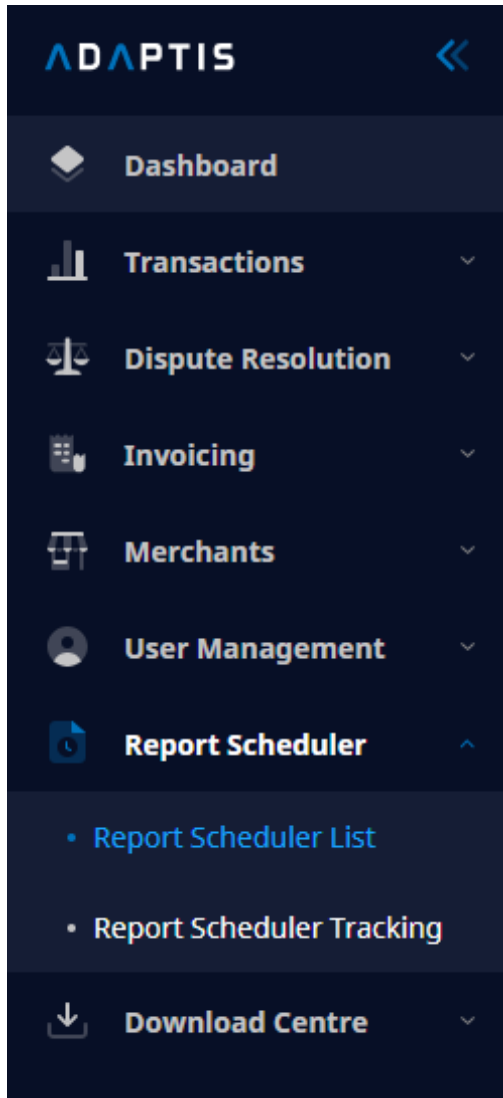 ADAPTIS
Dashboard
Transactions
Dispute Resolution
Invoicing
Merchants
User Management
Report Scheduler
Report Scheduler List
Report Scheduler Tracking
Download Centre